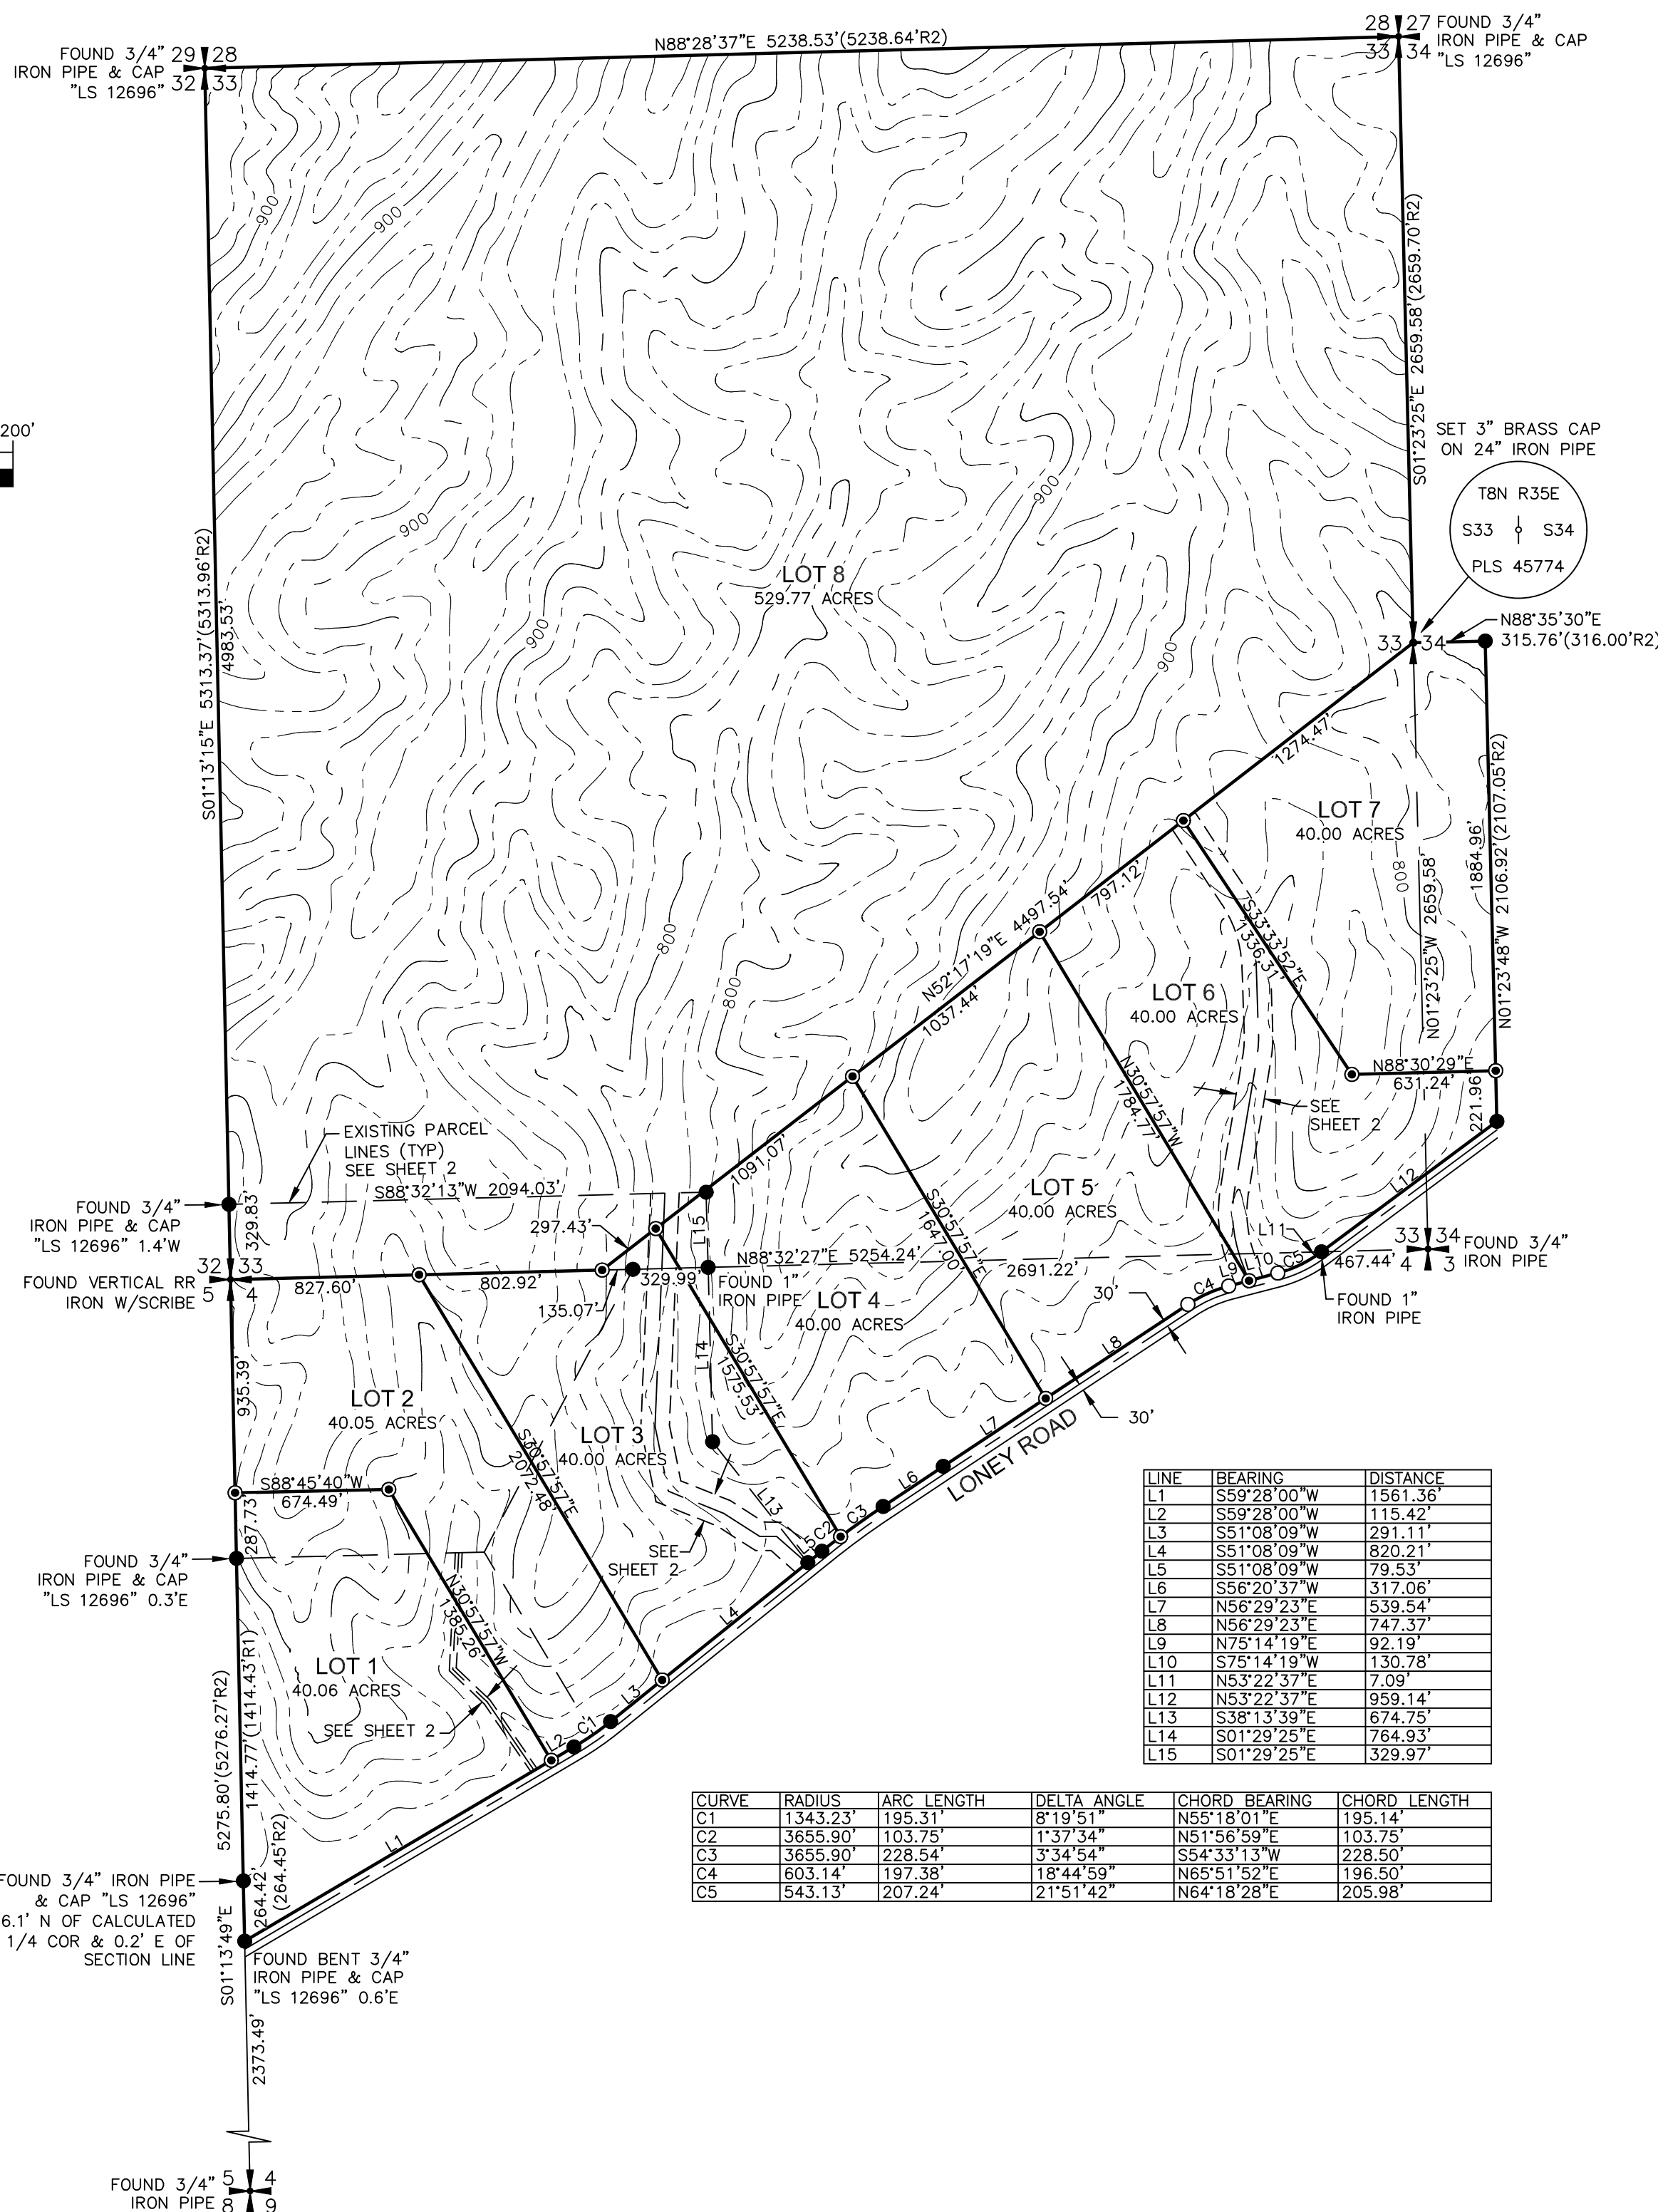 N88°28'37"E 5238.53'(5238.64'R2)
FOUND 3/4"
IRON PIPE & CAP
"LS 12696"
29 28
32 33
28 27
33 34
FOUND 3/4"
IRON PIPE & CAP
"LS 12696"
900
900
S01°23'25"E 2659.58'(2659.70'R2)
200'
SET 3" BRASS CAP
ON 24" IRON PIPE
T8N R35E
S33 S34
PLS 45774
900
900
S01°13'15"E 5313.37'(5313.96'R2)
4983.53'
LOT 8
529.77 ACRES
900
900
33 34
N88°35'30"E
315.76'(316.00'R2)
1274.47'
LOT 7
40.00 ACRES
800
N01°23'25"W 2659.58'
1884.96'
N01°23'48"W 2106.92'(2107.05'R2)
797.12'
N52°17'19"E 4497.54'
1037.44'
S33°33'52"E
1336.31'
LOT 6
40.00 ACRES
800
800
N88°30'29"E
631.24'
221.96'
SEE
SHEET 2
N30°57'57"W
1784.77'
EXISTING PARCEL
LINES (TYP)
SEE SHEET 2
S88°32'13"W 2094.03'
1091.07'
LOT 5
40.00 ACRES
L12
FOUND 3/4"
IRON PIPE & CAP
"LS 12696" 1.4'W
329.83'
297.43'
L15
N88°32'27"E 5254.24'
S30°57'57"E
1647.00'
2691.22'
L11
L10
C5
L9
C4
467.44'
33 34
4 3
FOUND 3/4"
IRON PIPE
32 33
5 4
FOUND VERTICAL RR
IRON W/SCRIBE
827.60'
802.92'
329.99'
135.07'
FOUND 1"
IRON PIPE
LOT 4
40.00 ACRES
30'
FOUND 1"
IRON PIPE
L8
L14
S30°57'57"E
1575.53'
935.39'
LOT 2
40.05 ACRES
LOT 3
40.00 ACRES
30'
L7
LONEY ROAD
S30°57'57"E
2072.48'
S88°45'40"W
674.49'
L6
L13
C3
C2
L5
287.73'
SEE
SHEET 2
FOUND 3/4"
IRON PIPE & CAP
"LS 12696" 0.3'E
N30°57'57"W
1385.26'
L4
LOT 1
40.06 ACRES
SEE SHEET 2
L3
C1
L2
5275.80'(5276.27'R2)
1414.77'(1414.43'R1)
L1
FOUND 3/4" IRON PIPE
& CAP "LS 12696"
6.1' N OF CALCULATED
1/4 COR & 0.2' E OF
SECTION LINE
264.42'
(264.45'R2)
S01°13'49"E
FOUND BENT 3/4"
IRON PIPE & CAP
"LS 12696" 0.6'E
2373.49'
FOUND 3/4"
IRON PIPE
5 4
8 9
LINE BEARING DISTANCE
L1 S59°28'00"W 1561.36'
L2 S59°28'00"W 115.42'
L3 S51°08'09"W 291.11'
L4 S51°08'09"W 820.21'
L5 S51°08'09"W 79.53'
L6 S56°20'37"W 317.06'
L7 N56°29'23"E 539.54'
L8 N56°29'23"E 747.37'
L9 N75°14'19"E 92.19'
L10 S75°14'19"W 130.78'
L11 N53°22'37"E 7.09'
L12 N53°22'37"E 959.14'
L13 S38°13'39"E 674.75'
L14 S01°29'25"E 764.93'
L15 S01°29'25"E 329.97'
CURVE RADIUS ARC LENGTH DELTA ANGLE CHORD BEARING CHORD LENGTH
C1 1343.23' 195.31' 8°19'51" N55°18'01"E 195.14'
C2 3655.90' 103.75' 1°37'34" N51°56'59"E 103.75'
C3 3655.90' 228.54' 3°34'54" S54°33'13"W 228.50'
C4 603.14' 197.38' 18°44'59" N65°51'52"E 196.50'
C5 543.13' 207.24' 21°51'42" N64°18'28"E 205.98'